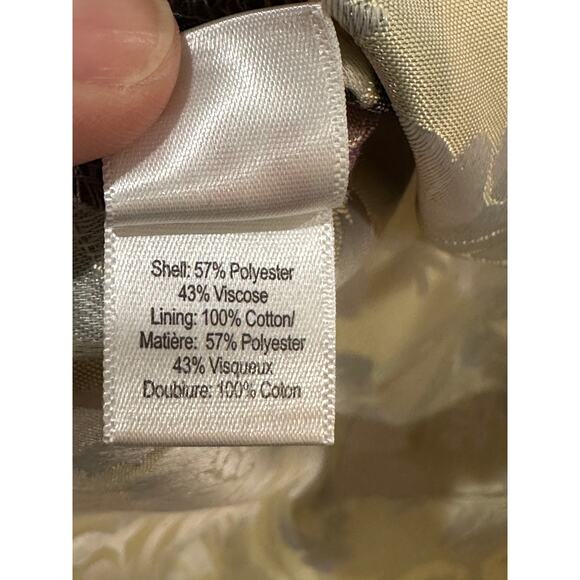 Shell: 57% Polyester
43% Viscose
Lining: 100% Cotton/
Matière: 57% Polyester
43% Visqueux
Doublure: 100% Coton